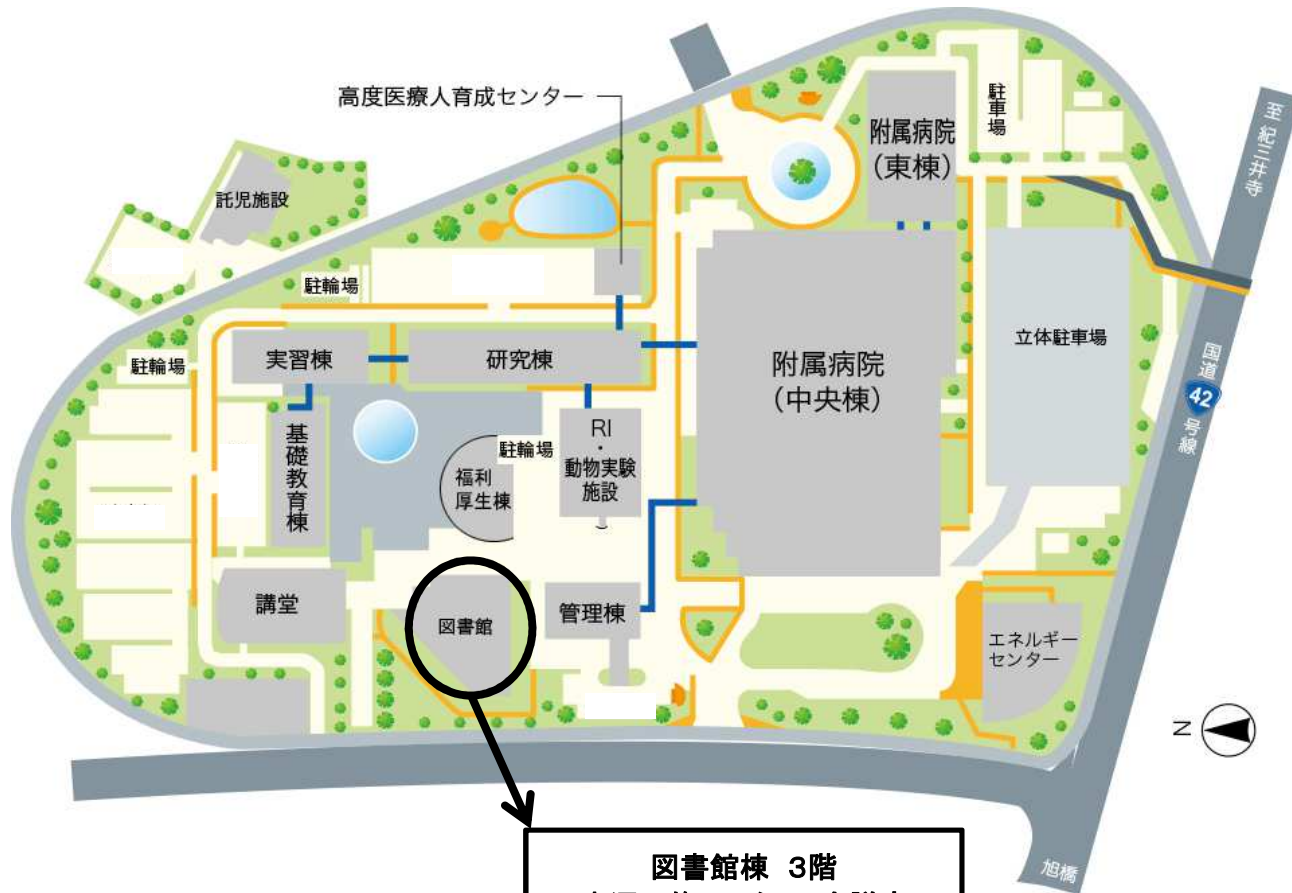 高度医療人育成センター
駐車場
附属病院
(東棟)
至 紀三井寺
託児施設
駐輪場
駐輪場
実習棟
研究棟
附属病院
(中央棟)
立体駐車場
国道
42
号線
基礎教育棟
福利
厚生棟
駐輪場
RI
・
動物実験
施設
講堂
図書館
管理棟
エネルギー
センター
N
旭橋
図書館棟 3階